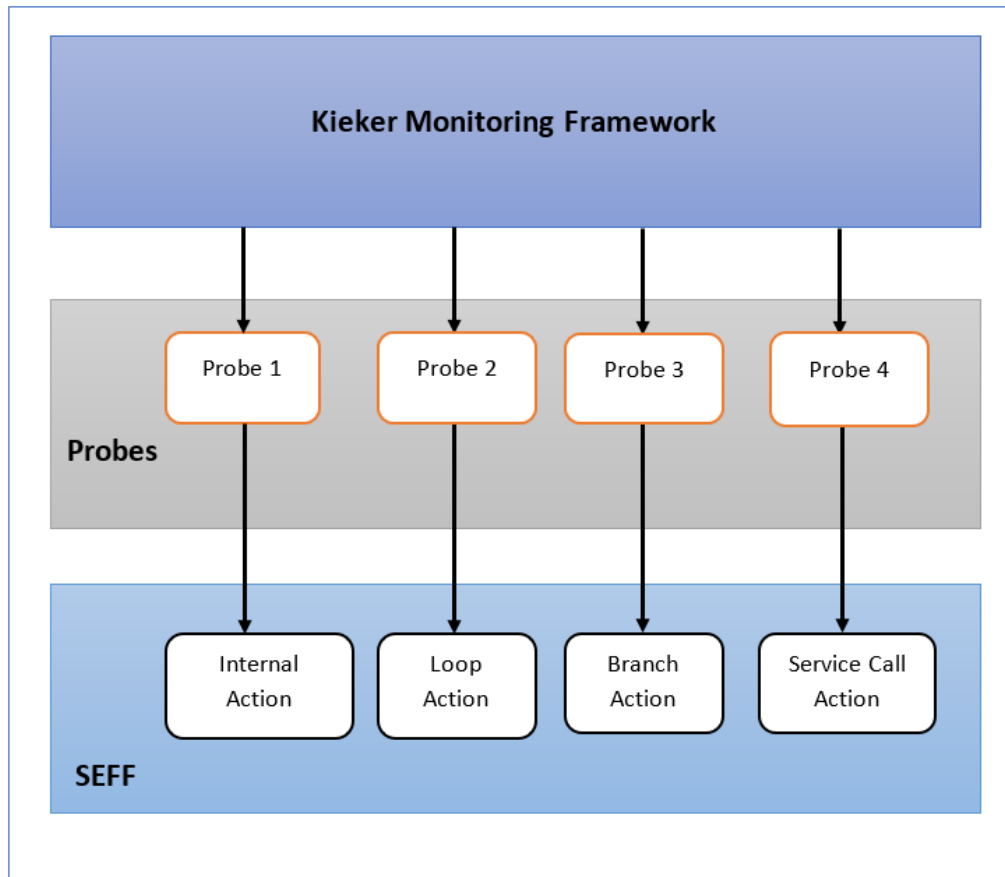 Kieker Monitoring Framework
Probe 1
Probe 2
Probe 3
Probe 4
Probes
Internal
Action
Loop
Action
Branch
Action
Service Call
Action
SEFF